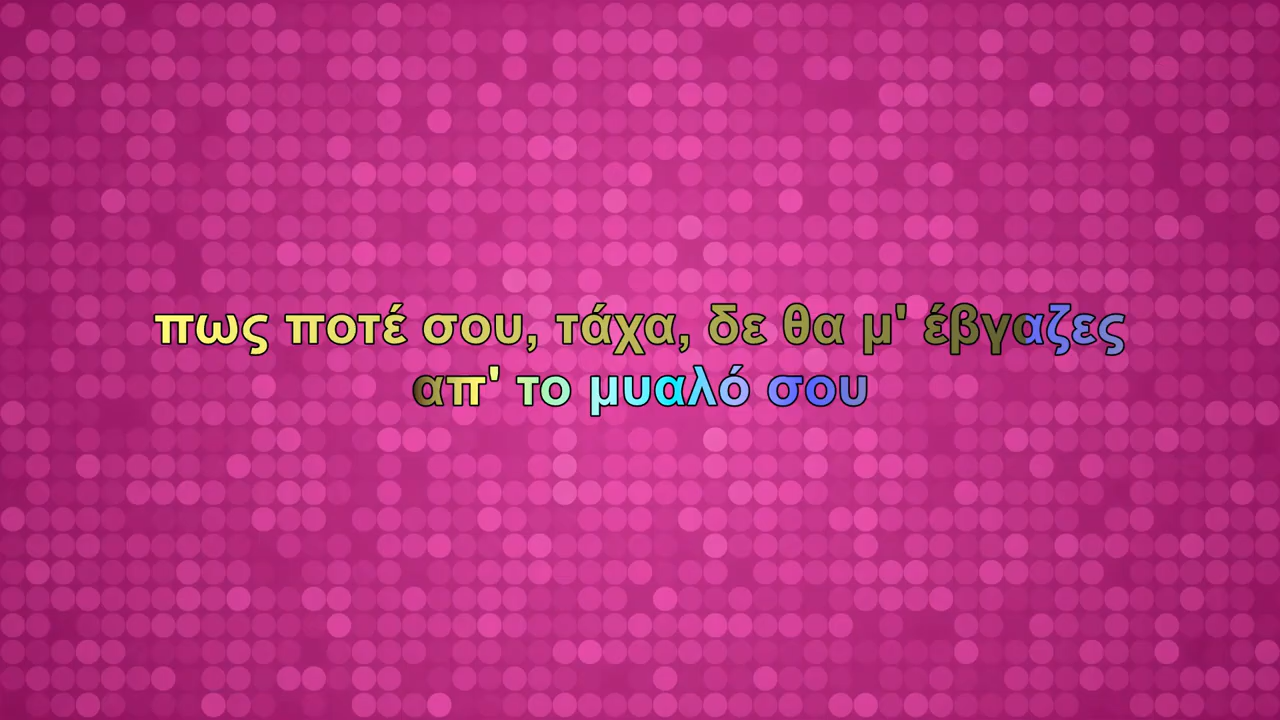 πως ποτέ σου, τάχα, δε θα μ' έβγαζες
απ' το μυαλό σου